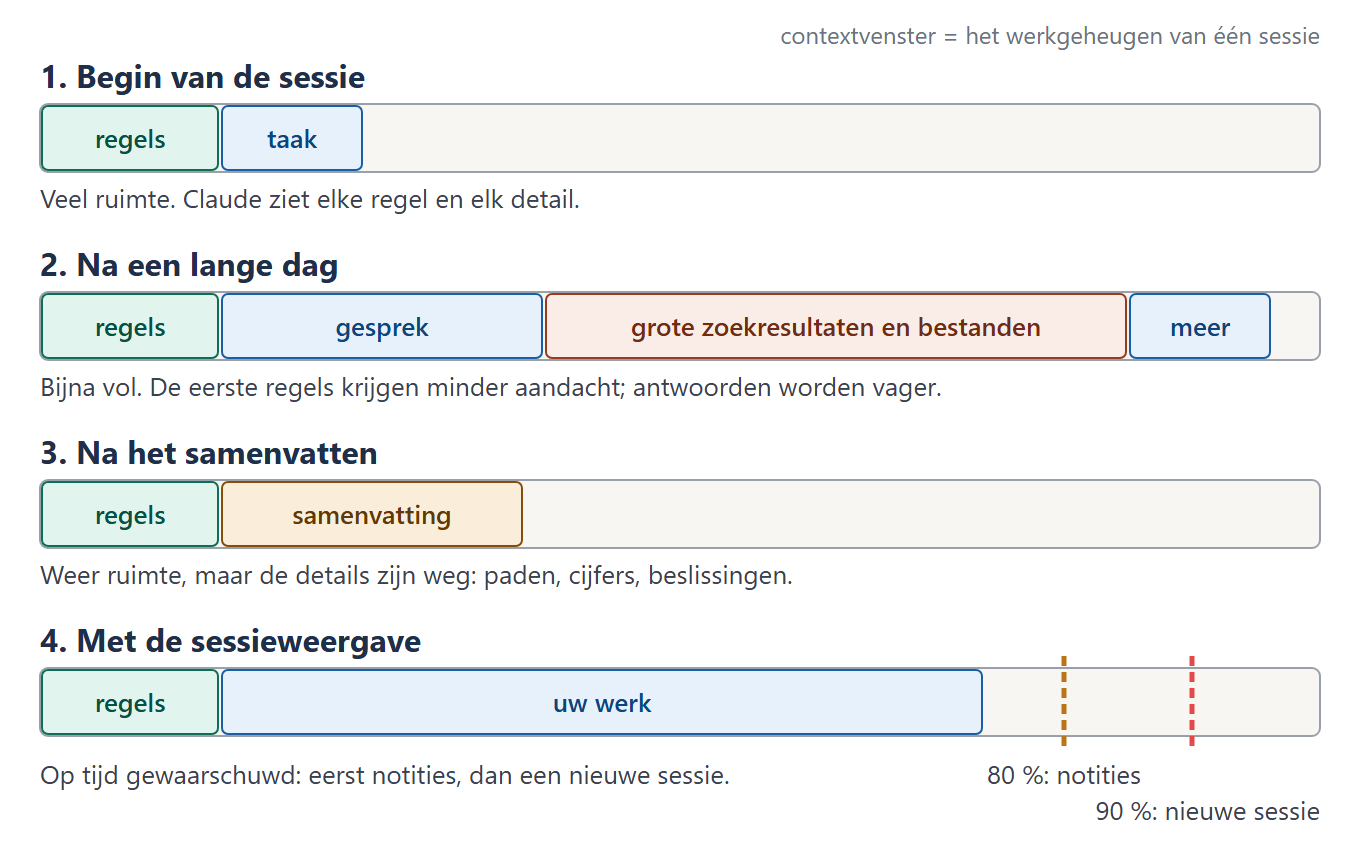 contextvenster = het werkgeheugen van één sessie
1. Begin van de sessie
regels taak
Veel ruimte. Claude ziet elke regel en elk detail.
2. Na een lange dag
regels gesprek grote zoekresultaten en bestanden meer
Bijna vol. De eerste regels krijgen minder aandacht; antwoorden worden vager.
3. Na het samenvatten
regels samenvatting
Weer ruimte, maar de details zijn weg: paden, cijfers, beslissingen.
4. Met de sessieweergave
regels uw werk
Op tijd gewaarschuwd: eerst notities, dan een nieuwe sessie. 80 %: notities
90 %: nieuwe sessie